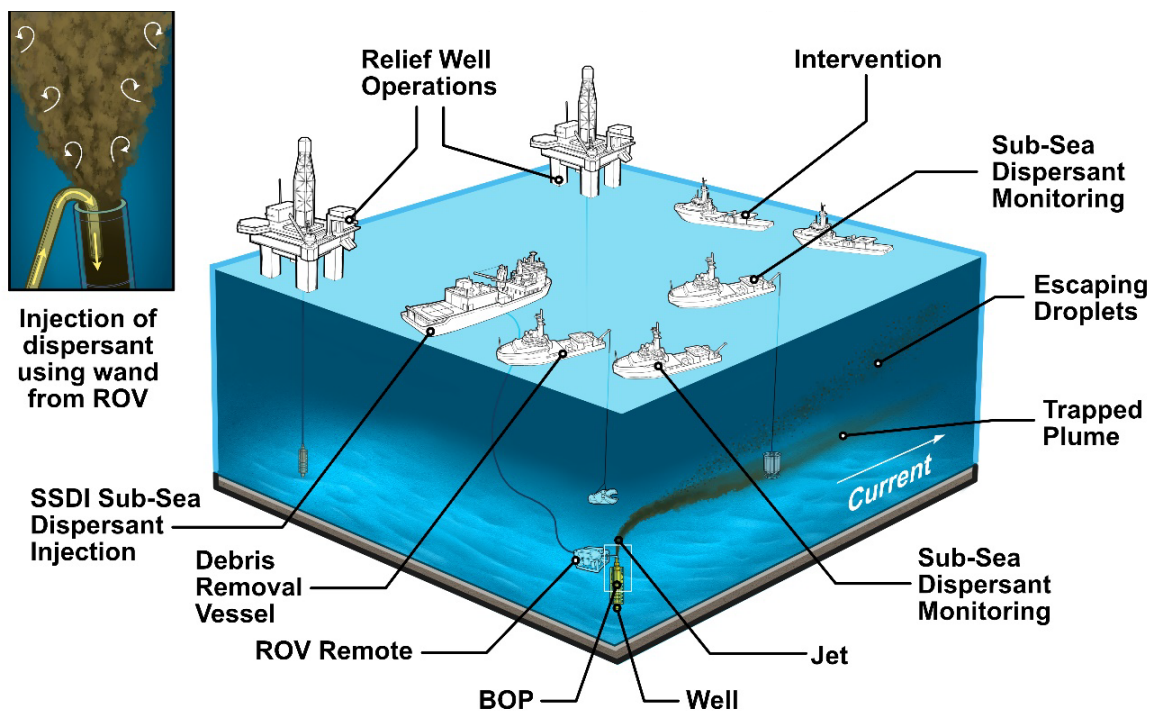 Relief Well
Operations
Intervention
Sub-Sea
Dispersant
Monitoring
Escaping
Droplets
Injection of
dispersant
using wand
from ROV
Trapped
Plume
Current
SSDI Sub-Sea
Dispersant
Injection
Debris
Removal
Vessel
Sub-Sea
Dispersant
Monitoring
ROV Remote
Jet
BOP
Well